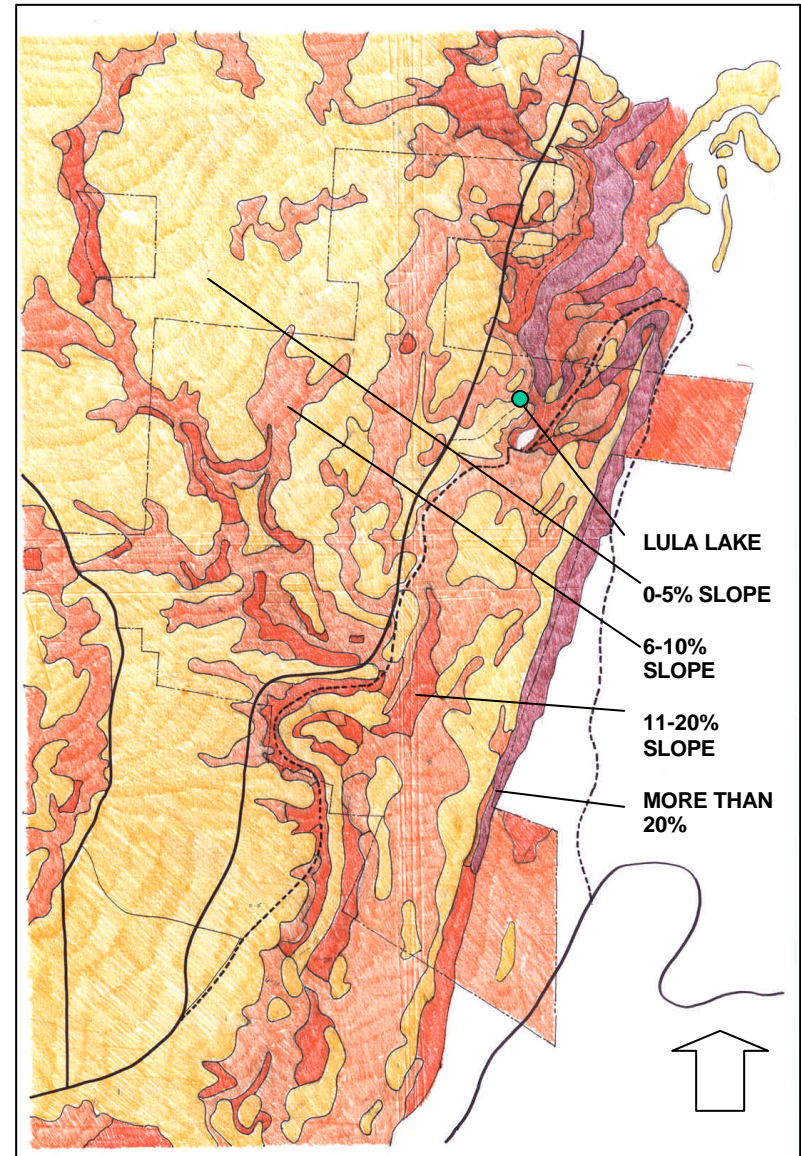 LULA LAKE
0-5% SLOPE
6-10%
SLOPE
11-20%
SLOPE
MORE THAN
20%